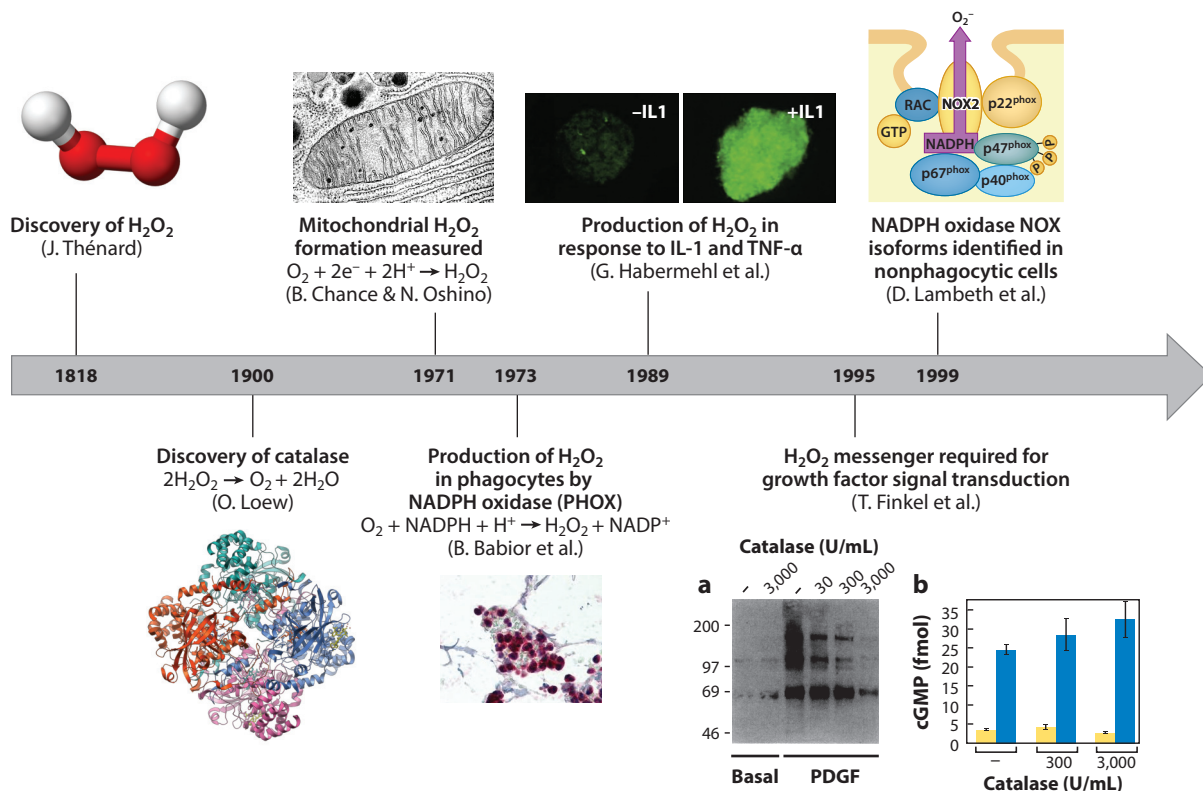 O₂⁻
–IL1
+IL1
RAC
NOX2
p22ᵖʰᵒˣ
GTP
NADPH
p47ᵖʰᵒˣ
P
P
P
p67ᵖʰᵒˣ
p40ᵖʰᵒˣ
Discovery of H₂O₂
(J. Thénard)
Mitochondrial H₂O₂
formation measured
O₂ + 2e⁻ + 2H⁺ → H₂O₂
(B. Chance & N. Oshino)
Production of H₂O₂ in
response to IL-1 and TNF-α
(G. Habermehl et al.)
NADPH oxidase NOX
isoforms identified in
nonphagocytic cells
(D. Lambeth et al.)
1818 1900 1971 1973 1989 1995 1999
Discovery of catalase
2H₂O₂ → O₂ + 2H₂O
(O. Loew)
Production of H₂O₂
in phagocytes by
NADPH oxidase (PHOX)
O₂ + NADPH + H⁺ → H₂O₂ + NADP⁺
(B. Babior et al.)
H₂O₂ messenger required for
growth factor signal transduction
(T. Finkel et al.)
Catalase (U/mL)
a
– 3,000 – 30 300 3,000
200
97
69
46
Basal PDGF
b
cGMP (fmol)
35
30
25
20
15
10
5
0
– 300 3,000
Catalase (U/mL)